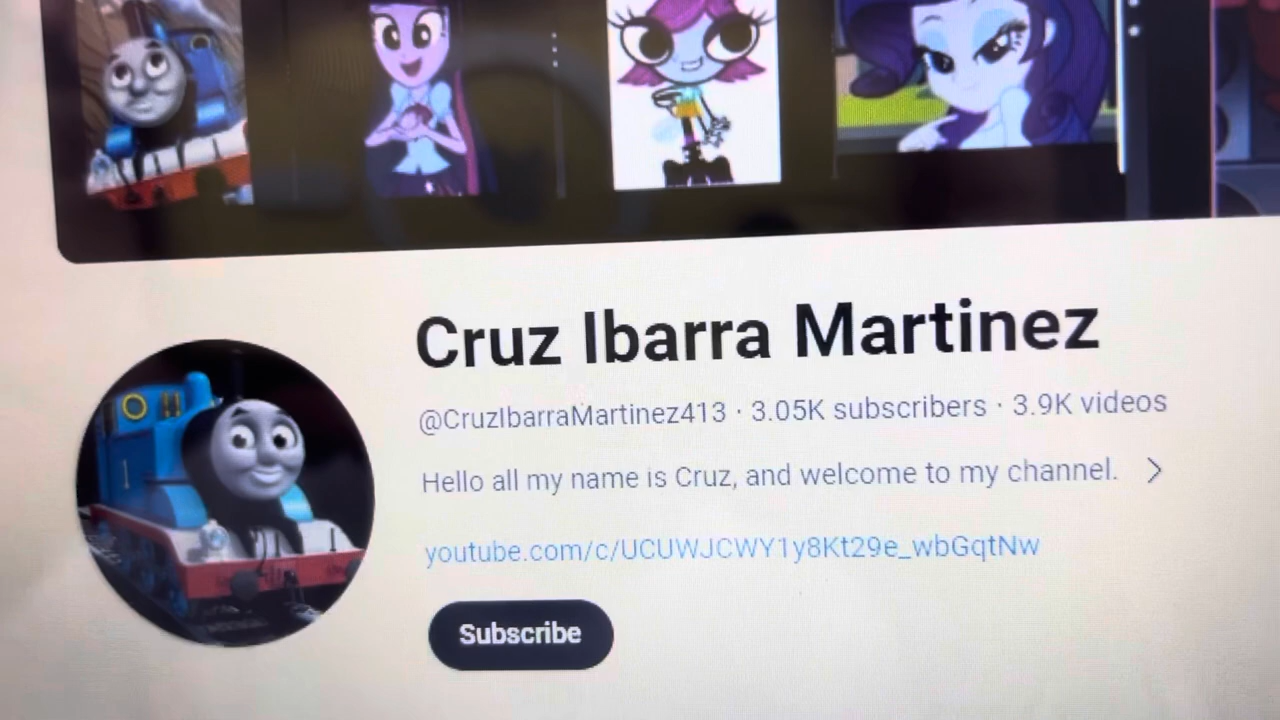 Cruz Ibarra Martinez
@CruzIbarraMartinez413 · 3.05K subscribers · 3.9K videos
Hello all my name is Cruz, and welcome to my channel.
youtube.com/c/UCUWJCWY1y8Kt29e_wbGqtNw
Subscribe
1